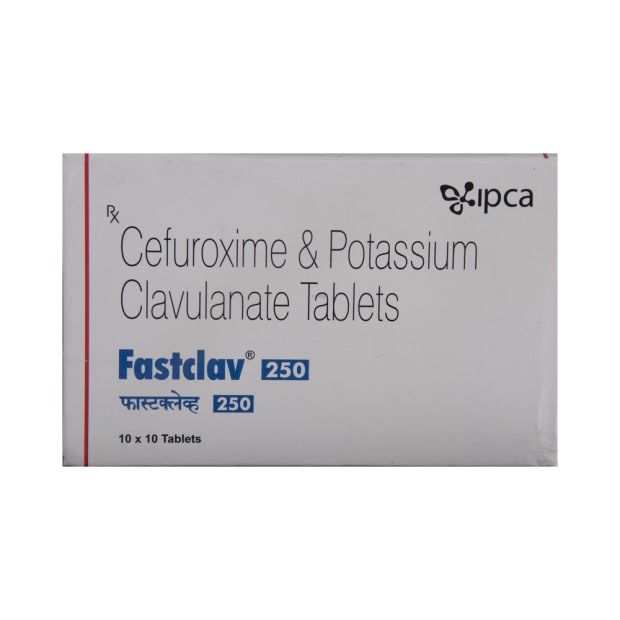 ipca
Rx
Cefuroxime & Potassium
Clavulanate Tablets
Fastclav® 250
फास्टक्लेव्ह 250
10 x 10 Tablets